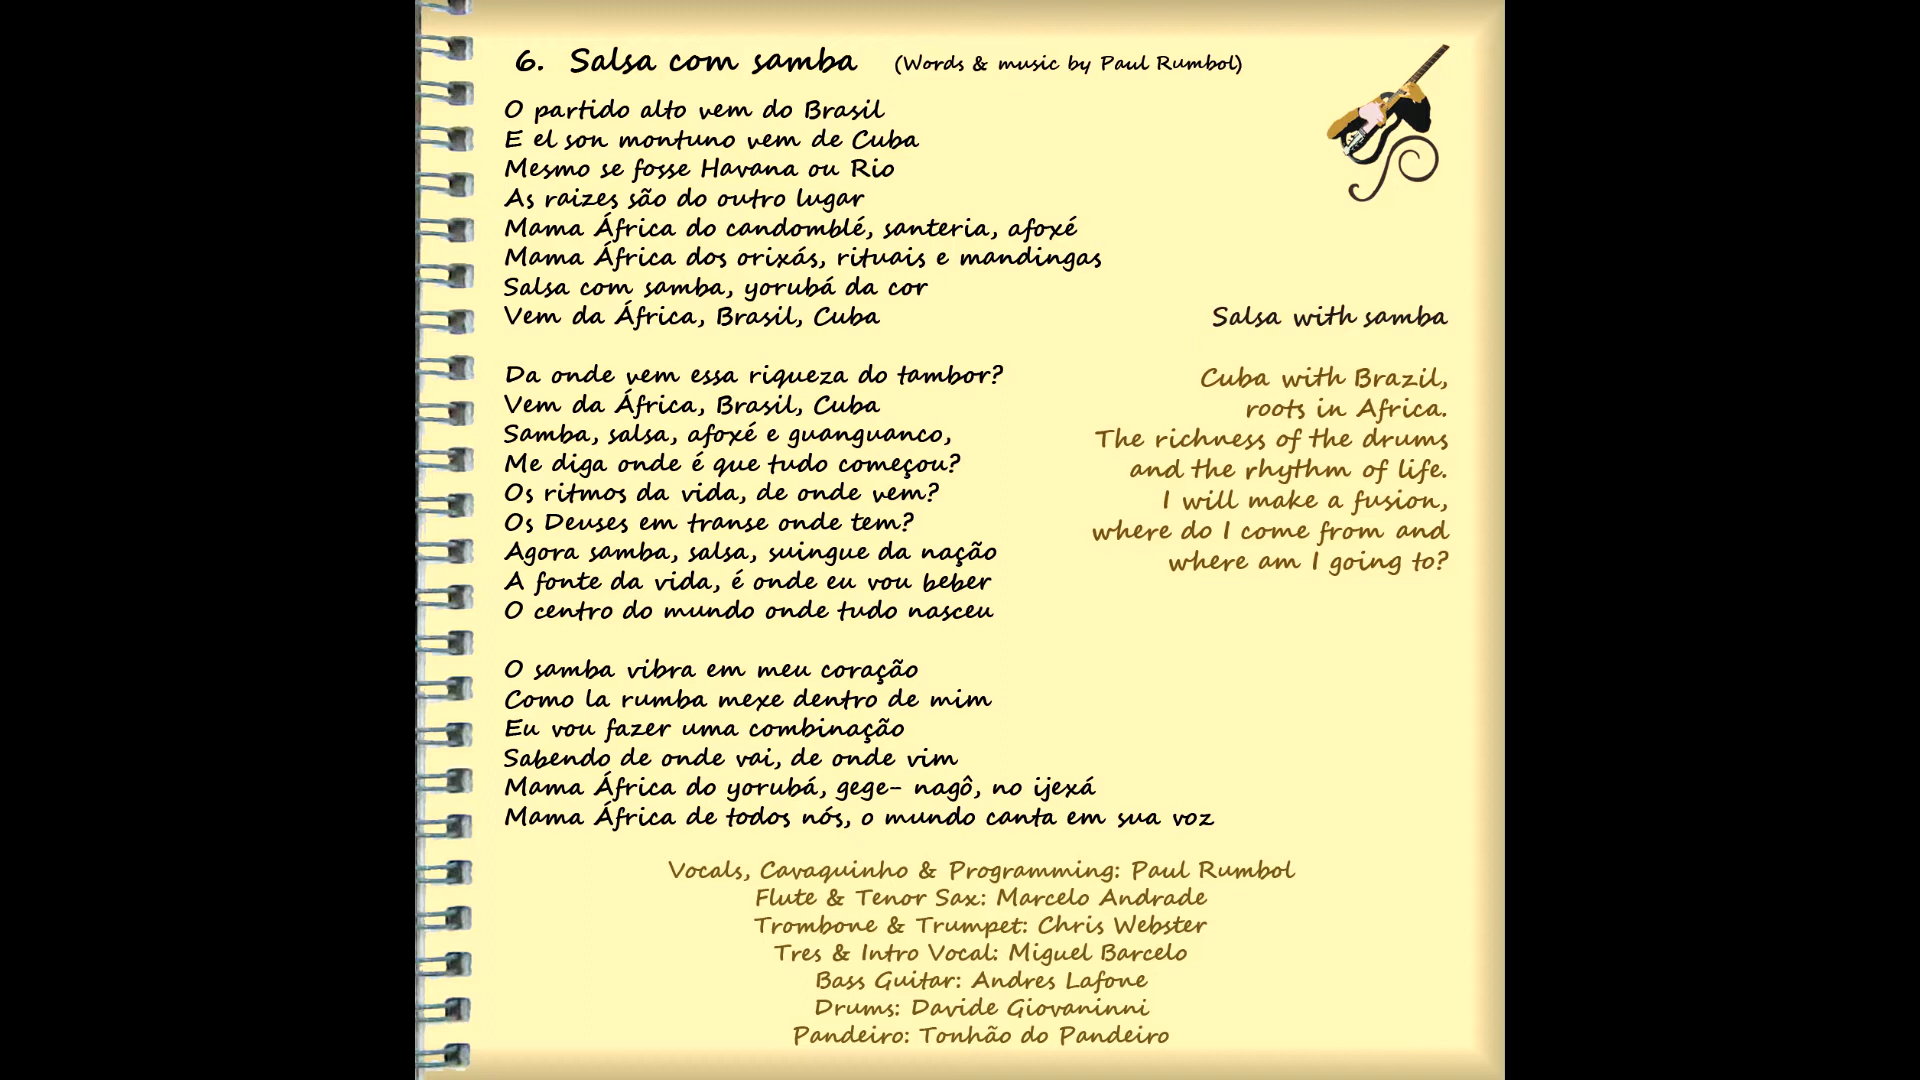 6. Salsa com samba (Words & music by Paul Rumbol)
O partido alto vem do Brasil
E el son montuno vem de Cuba
Mesmo se fosse Havana ou Rio
As raizes são do outro lugar
Mama África do candomblé, santeria, afoxé
Mama África dos orixás, rituais e mandingas
Salsa com samba, yorubá da cor
Vem da África, Brasil, Cuba
Da onde vem essa riqueza do tambor?
Vem da África, Brasil, Cuba
Samba, salsa, afoxé e guanguanco,
Me diga onde é que tudo começou?
Os ritmos da vida, de onde vem?
Os Deuses em transe onde tem?
Agora samba, salsa, suingue da nação
A fonte da vida, é onde eu vou beber
O centro do mundo onde tudo nasceu
O samba vibra em meu coração
Como la rumba mexe dentro de mim
Eu vou fazer uma combinação
Sabendo de onde vai, de onde vim
Mama África do yorubá, gege- nagô, no ijexá
Mama África de todos nós, o mundo canta em sua voz
Salsa with samba
Cuba with Brazil,
roots in Africa.
The richness of the drums
and the rhythm of life.
I will make a fusion,
where do I come from and
where am I going to?
Vocals, Cavaquinho & Programming: Paul Rumbol
Flute & Tenor Sax: Marcelo Andrade
Trombone & Trumpet: Chris Webster
Tres & Intro Vocal: Miguel Barcelo
Bass Guitar: Andres Lafone
Drums: Davide Giovaninni
Pandeiro: Tonhão do Pandeiro